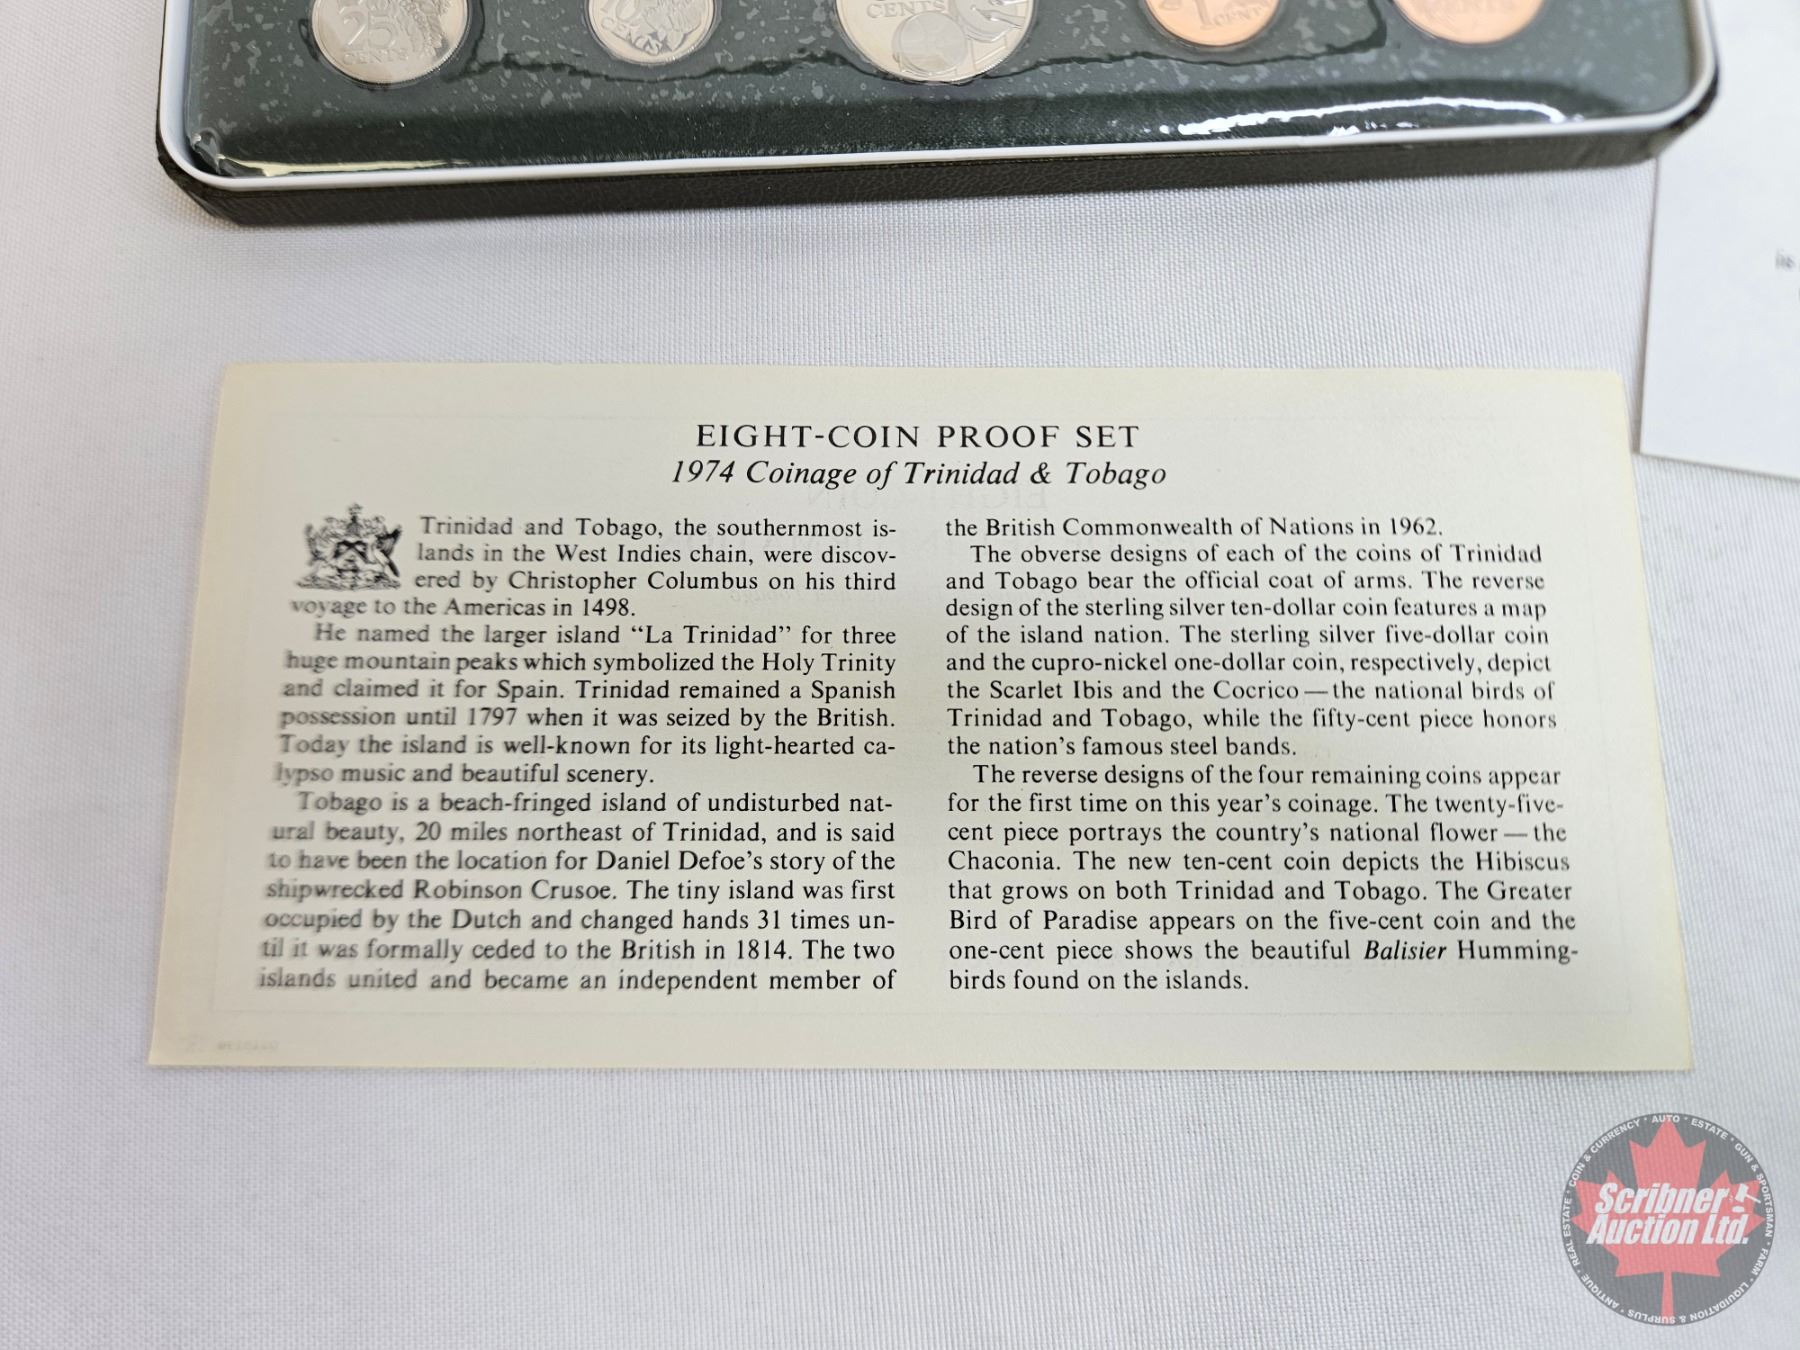 25
CENTS
CENTS
1
CENT
CENTS
EIGHT-COIN PROOF SET
1974 Coinage of Trinidad & Tobago
Trinidad and Tobago, the southernmost is-
lands in the West Indies chain, were discov-
ered by Christopher Columbus on his third
voyage to the Americas in 1498.
He named the larger island “La Trinidad” for three
huge mountain peaks which symbolized the Holy Trinity
and claimed it for Spain. Trinidad remained a Spanish
possession until 1797 when it was seized by the British.
Today the island is well-known for its light-hearted ca-
lypso music and beautiful scenery.
Tobago is a beach-fringed island of undisturbed nat-
ural beauty, 20 miles northeast of Trinidad, and is said
to have been the location for Daniel Defoe’s story of the
shipwrecked Robinson Crusoe. The tiny island was first
occupied by the Dutch and changed hands 31 times un-
til it was formally ceded to the British in 1814. The two
islands united and became an independent member of
the British Commonwealth of Nations in 1962.
The obverse designs of each of the coins of Trinidad
and Tobago bear the official coat of arms. The reverse
design of the sterling silver ten-dollar coin features a map
of the island nation. The sterling silver five-dollar coin
and the cupro-nickel one-dollar coin, respectively, depict
the Scarlet Ibis and the Cocrico — the national birds of
Trinidad and Tobago, while the fifty-cent piece honors
the nation’s famous steel bands.
The reverse designs of the four remaining coins appear
for the first time on this year’s coinage. The twenty-five-
cent piece portrays the country’s national flower — the
Chaconia. The new ten-cent coin depicts the Hibiscus
that grows on both Trinidad and Tobago. The Greater
Bird of Paradise appears on the five-cent coin and the
one-cent piece shows the beautiful Balisier Humming-
birds found on the islands.
Scribner
Auction Ltd.
COIN & CURRENCY • AUTO • ESTATE • GUN & SPORTSMAN • FARM • LIQUIDATION & SURPLUS • ANTIQUE • REAL ESTATE •